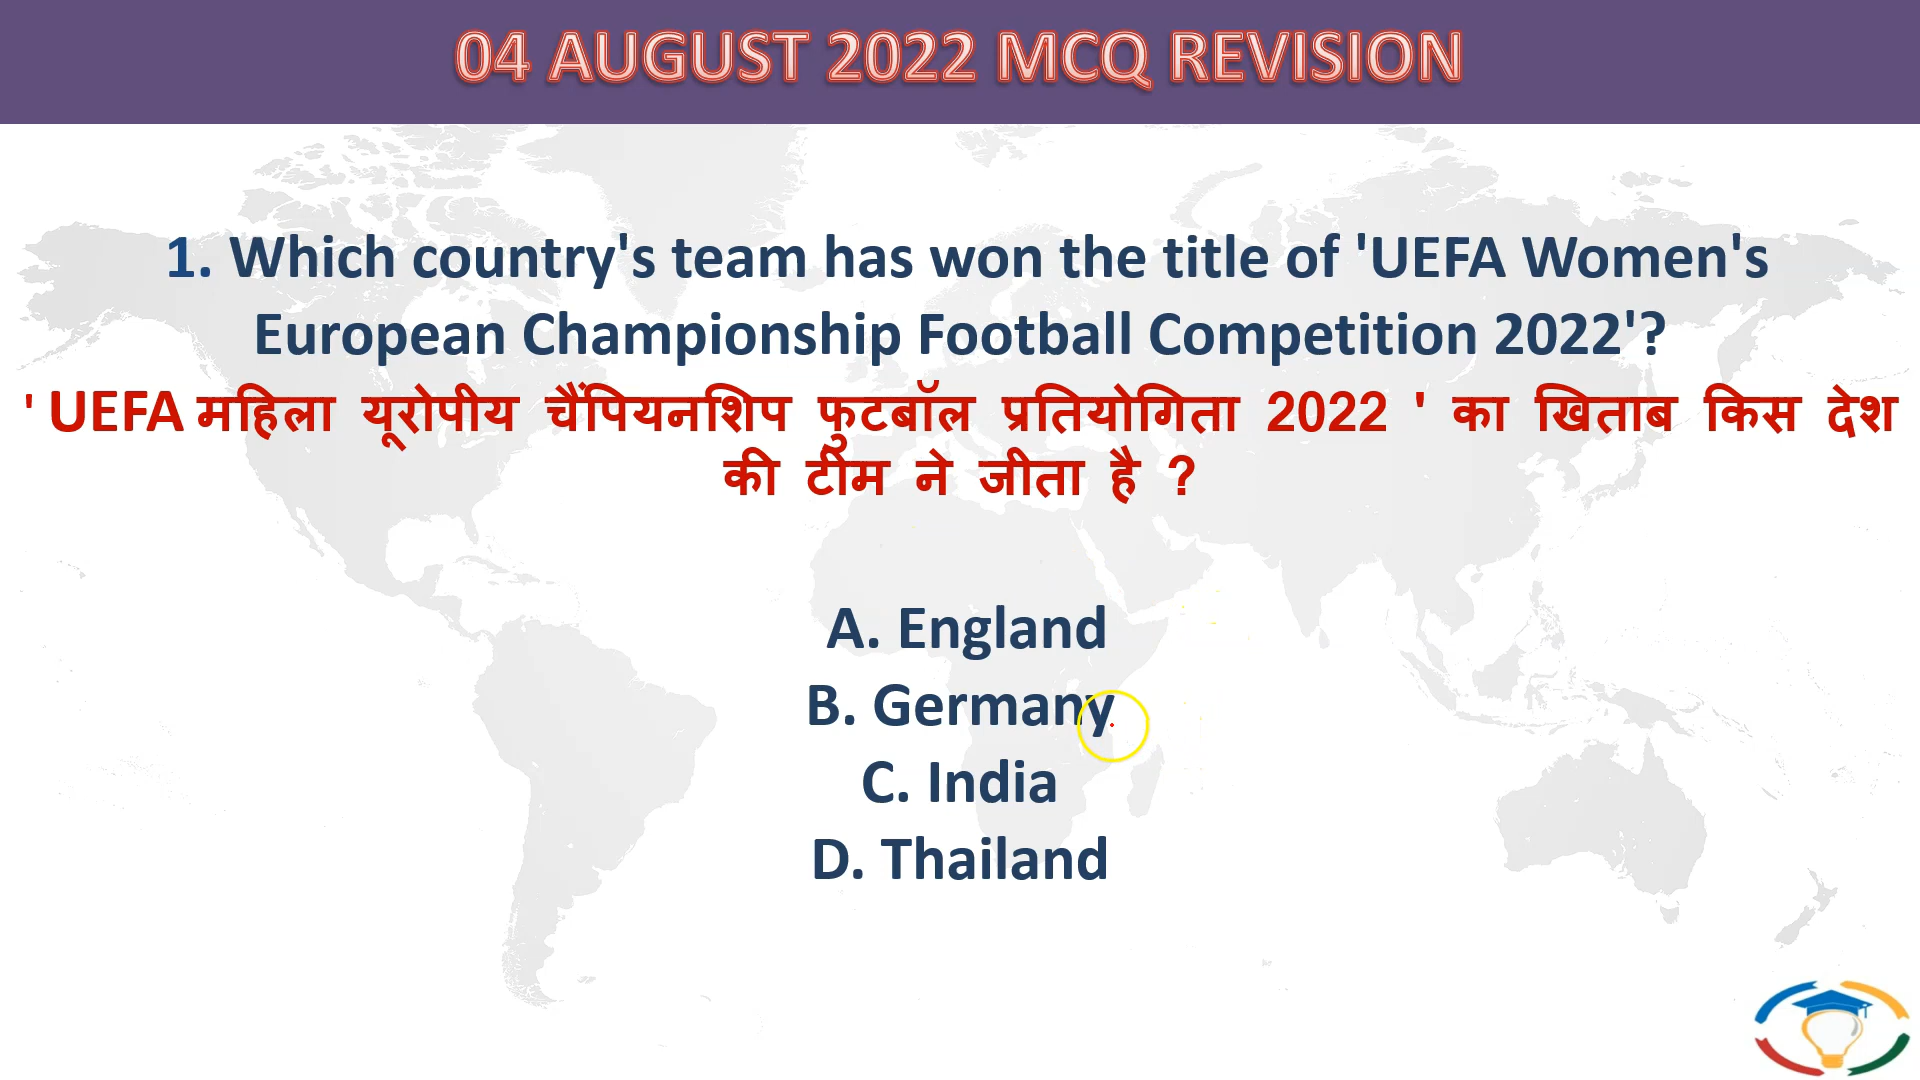 04 AUGUST 2022 MCQ REVISION
1. Which country's team has won the title of 'UEFA Women's
European Championship Football Competition 2022'?
' UEFA महिला यूरोपीय चैंपियनशिप फुटबॉल प्रतियोगिता 2022 ' का खिताब किस देश
की टीम ने जीता है ?
A. England
B. Germany
C. India
D. Thailand